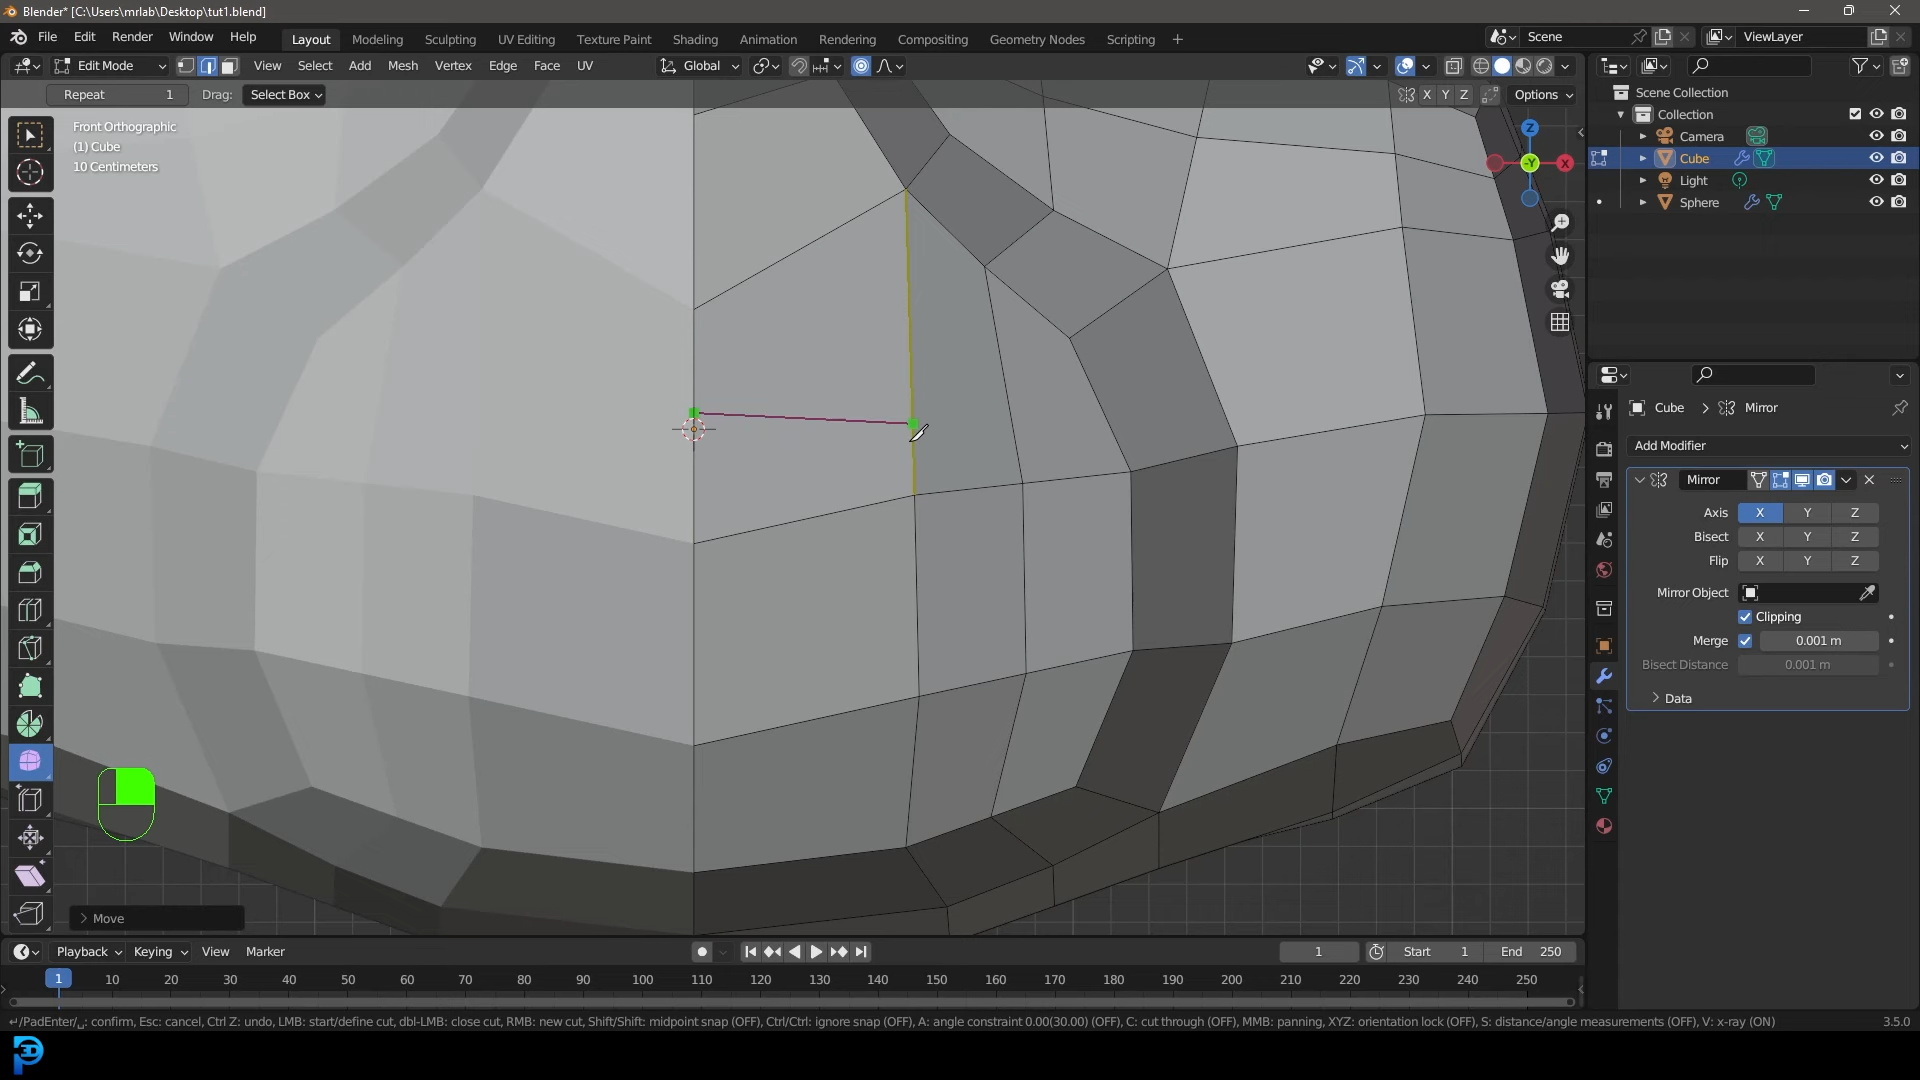 Blender* [C:\Users\mrlab\Desktop\tut1.blend]
File Edit Render Window Help Layout Modeling Sculpting UV Editing Texture Paint Shading Animation Rendering Compositing Geometry Nodes Scripting + Scene ViewLayer
Edit Mode View Select Add Mesh Vertex Edge Face UV Global
Repeat 1 Drag: Select Box X Y Z Options
Front Orthographic
(1) Cube
10 Centimeters
Z
-Y X
Scene Collection
Collection
Camera
Cube
Light
Sphere
Cube > Mirror
Add Modifier
Mirror
Axis X Y Z
Bisect X Y Z
Flip X Y Z
Mirror Object
Clipping
Merge 0.001 m
Bisect Distance 0.001 m
Data
Move
Playback Keying View Marker 1 Start 1 End 250
1 10 20 30 40 50 60 70 80 90 100 110 120 130 140 150 160 170 180 190 200 210 220 230 240 250
↵/PadEnter/␣: confirm, Esc: cancel, Ctrl Z: undo, LMB: start/define cut, dbl-LMB: close cut, RMB: new cut, Shift/Shift: midpoint snap (OFF), Ctrl/Ctrl: ignore snap (OFF), A: angle constraint 0.00(30.00) (OFF), C: cut through (OFF), MMB: panning, XYZ: orientation lock (OFF), S: distance/angle measurements (OFF), V: x-ray (ON) 3.5.0